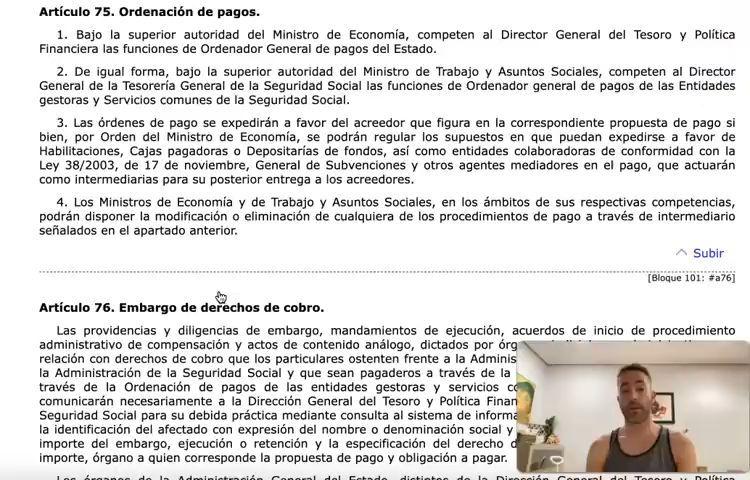 Artículo 75. Ordenación de pagos.
1. Bajo la superior autoridad del Ministro de Economía, competen al Director General del Tesoro y Política
Financiera las funciones de Ordenador General de pagos del Estado.
2. De igual forma, bajo la superior autoridad del Ministro de Trabajo y Asuntos Sociales, competen al Director
General de la Tesorería General de la Seguridad Social las funciones de Ordenador general de pagos de las Entidades
gestoras y Servicios comunes de la Seguridad Social.
3. Las órdenes de pago se expedirán a favor del acreedor que figura en la correspondiente propuesta de pago si
bien, por Orden del Ministro de Economía, se podrán regular los supuestos en que puedan expedirse a favor de
Habilitaciones, Cajas pagadoras o Depositarías de fondos, así como entidades colaboradoras de conformidad con la
Ley 38/2003, de 17 de noviembre, General de Subvenciones y otros agentes mediadores en el pago, que actuarán
como intermediarias para su posterior entrega a los acreedores.
4. Los Ministros de Economía y de Trabajo y Asuntos Sociales, en los ámbitos de sus respectivas competencias,
podrán disponer la modificación o eliminación de cualquiera de los procedimientos de pago a través de intermediario
señalados en el apartado anterior.
Subir
[Bloque 101: #a76]
Artículo 76. Embargo de derechos de cobro.
Las providencias y diligencias de embargo, mandamientos de ejecución, acuerdos de inicio de procedimiento
administrativo de compensación y actos de contenido análogo, dictados por
relación con derechos de cobro que los particulares ostenten frente a la
la Administración de la Seguridad Social y que sean pagaderos a través de la
través de la Ordenación de pagos de las entidades gestoras y servicios
comunicarán necesariamente a la Dirección General del Tesoro y Política
Seguridad Social para su debida práctica mediante consulta al sistema de
la identificación del afectado con expresión del nombre o denominación social y
importe del embargo, ejecución o retención y la especificación del derecho
importe, órgano a quien corresponde la propuesta de pago y obligación a pagar.